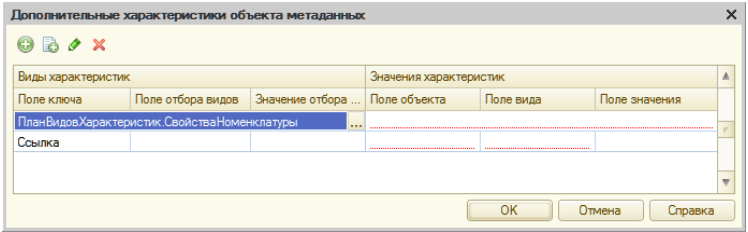 Дополнительные характеристики объекта метаданных
Виды характеристик Значения характеристик
Поле ключа Поле отбора видов Значение отбора ... Поле объекта Поле вида Поле значения
ПланВидовХарактеристик.СвойстваНоменклатуры ...
Ссылка
OK Отмена Справка